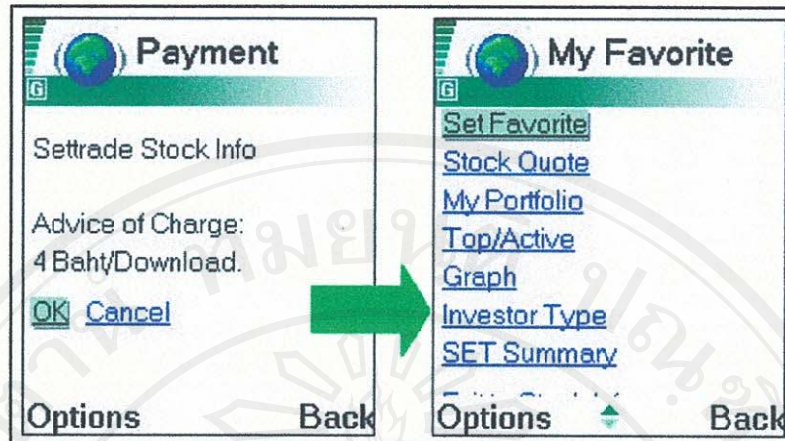 Payment
G
Settrade Stock Info
Advice of Charge:
4 Baht/Download.
OK Cancel
Options Back
My Favorite
G
Set Favorite
Stock Quote
My Portfolio
Top/Active
Graph
Investor Type
SET Summary
Options Back